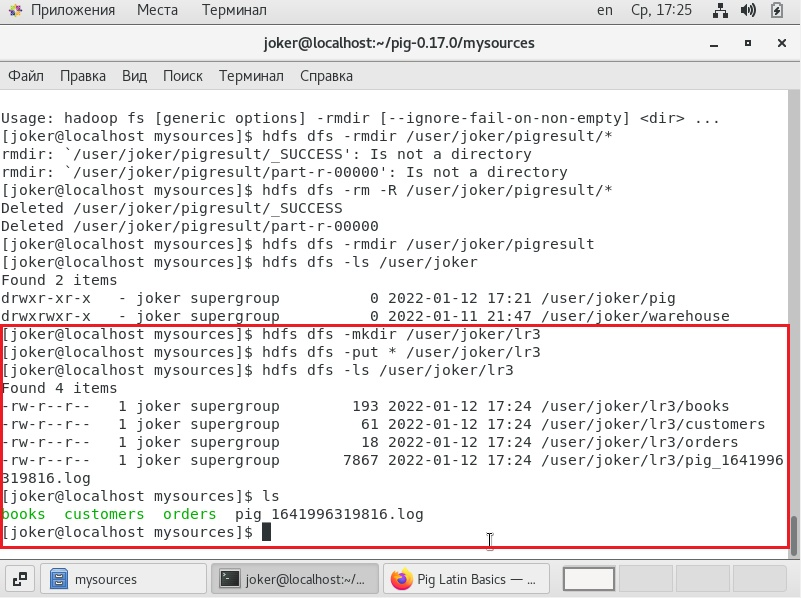 Приложения Места Терминал en Ср, 17:25
joker@localhost:~/pig-0.17.0/mysources
Файл Правка Вид Поиск Терминал Справка
Usage: hadoop fs [generic options] -rmdir [--ignore-fail-on-non-empty] <dir> ...
[joker@localhost mysources]$ hdfs dfs -rmdir /user/joker/pigresult/*
rmdir: `/user/joker/pigresult/_SUCCESS': Is not a directory
rmdir: `/user/joker/pigresult/part-r-00000': Is not a directory
[joker@localhost mysources]$ hdfs dfs -rm -R /user/joker/pigresult/*
Deleted /user/joker/pigresult/_SUCCESS
Deleted /user/joker/pigresult/part-r-00000
[joker@localhost mysources]$ hdfs dfs -rmdir /user/joker/pigresult
[joker@localhost mysources]$ hdfs dfs -ls /user/joker
Found 2 items
drwxr-xr-x   - joker supergroup          0 2022-01-12 17:21 /user/joker/pig
drwxrwxr-x   - joker supergroup          0 2022-01-11 21:47 /user/joker/warehouse
[joker@localhost mysources]$ hdfs dfs -mkdir /user/joker/lr3
[joker@localhost mysources]$ hdfs dfs -put * /user/joker/lr3
[joker@localhost mysources]$ hdfs dfs -ls /user/joker/lr3
Found 4 items
-rw-r--r--   1 joker supergroup        193 2022-01-12 17:24 /user/joker/lr3/books
-rw-r--r--   1 joker supergroup         61 2022-01-12 17:24 /user/joker/lr3/customers
-rw-r--r--   1 joker supergroup         18 2022-01-12 17:24 /user/joker/lr3/orders
-rw-r--r--   1 joker supergroup       7867 2022-01-12 17:24 /user/joker/lr3/pig_1641996
319816.log
[joker@localhost mysources]$ ls
books  customers  orders  pig_1641996319816.log
[joker@localhost mysources]$
mysources joker@localhost:~/... Pig Latin Basics — ...